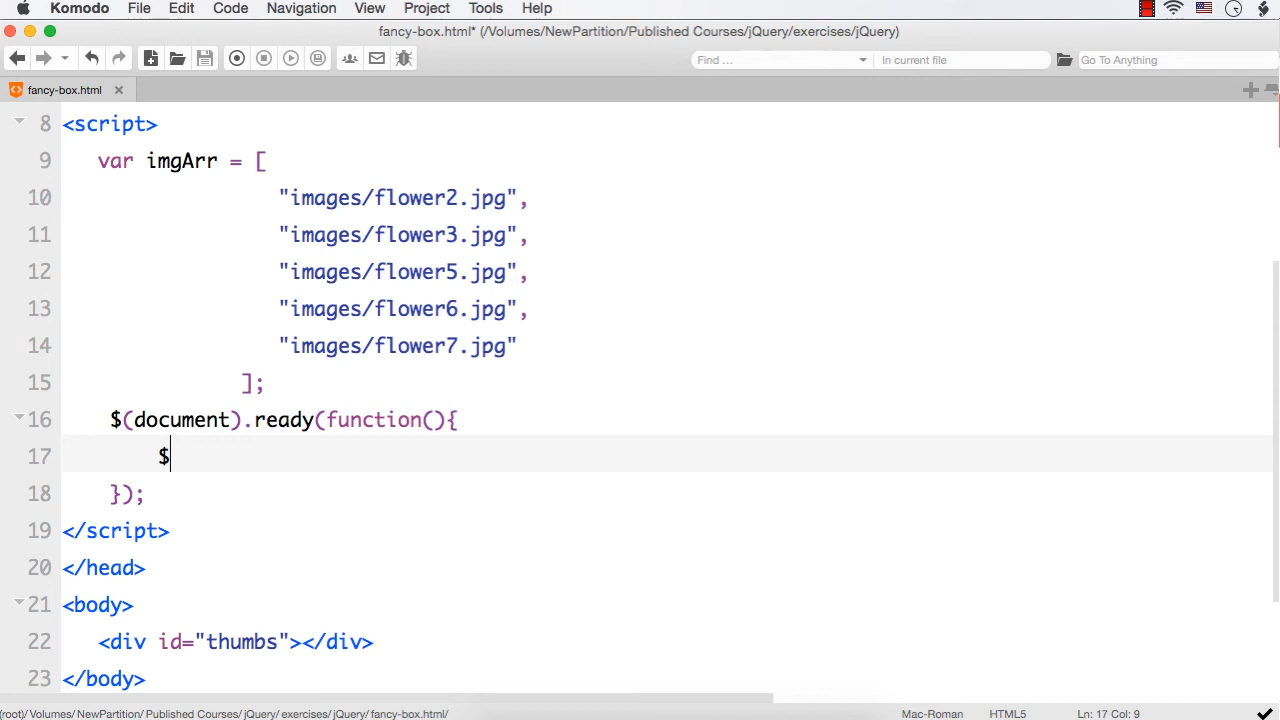 Komodo File Edit Code Navigation View Project Tools Help
fancy-box.html* (/Volumes/NewPartition/Published Courses/jQuery/exercises/jQuery)
Find ... In current file Go To Anything
fancy-box.html
8 <script>
9 var imgArr = [
10 "images/flower2.jpg",
11 "images/flower3.jpg",
12 "images/flower5.jpg",
13 "images/flower6.jpg",
14 "images/flower7.jpg"
15 ];
16 $(document).ready(function(){
17 $
18 });
19 </script>
20 </head>
21 <body>
22 <div id="thumbs"></div>
23 </body>
(root)/ Volumes/ NewPartition/ Published Courses/ jQuery/ exercises/ jQuery/ fancy-box.html/ Mac-Roman HTML5 Ln: 17 Col: 9